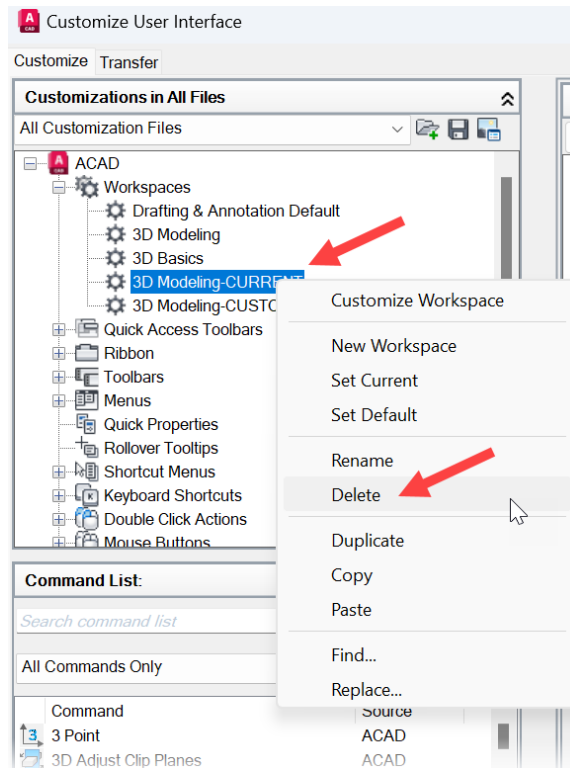 Customize User Interface
Customize Transfer
Customizations in All Files
All Customization Files
ACAD
Workspaces
Drafting & Annotation Default
3D Modeling
3D Basics
3D Modeling-CURRENT
3D Modeling-CUSTO
Quick Access Toolbars
Ribbon
Toolbars
Menus
Quick Properties
Rollover Tooltips
Shortcut Menus
Keyboard Shortcuts
Double Click Actions
Mouse Buttons
Customize Workspace
New Workspace
Set Current
Set Default
Rename
Delete
Duplicate
Copy
Paste
Find...
Replace...
Command List:
Search command list
All Commands Only
Command Source
3 Point ACAD
3D Adjust Clip Planes ACAD